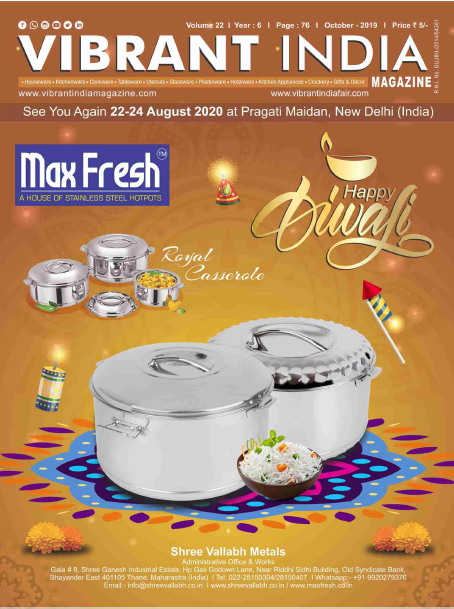 Volume 22 I Year : 6 I Page : 76 I October - 2019 I Price ₹ 5/-
VIBRANT INDIA
• Houseware • Kitchenware • Cookware • Tableware • Utensils • Glassware • Plasticware • Hotelware • Kitchen Appliances • Crockery • Gifts & Décor
MAGAZINE
www.vibrantindiamagazine.com
www.vibrantindiafair.com
See You Again 22-24 August 2020 at Pragati Maidan, New Delhi (India)
Max Fresh TM
A HOUSE OF STAINLESS STEEL HOTPOTS
Happy
Diwali
Royal
Casserole
Shree Vallabh Metals
Administrative Office & Works
Gala # 8, Shree Ganesh Industrial Estate, Hp Gas Godown Lane, Near Riddhi Sidhi Building, Old Syndicate Bank,
Bhayander East 401105 Thane. Maharastra (India) I Tel: 022-28150304/28150407 I Whatsapp:- +91-9920279376
Email:- info@shreevallabh.co.in I www.shreevallabh.co.in / www.maxfresh.co.in